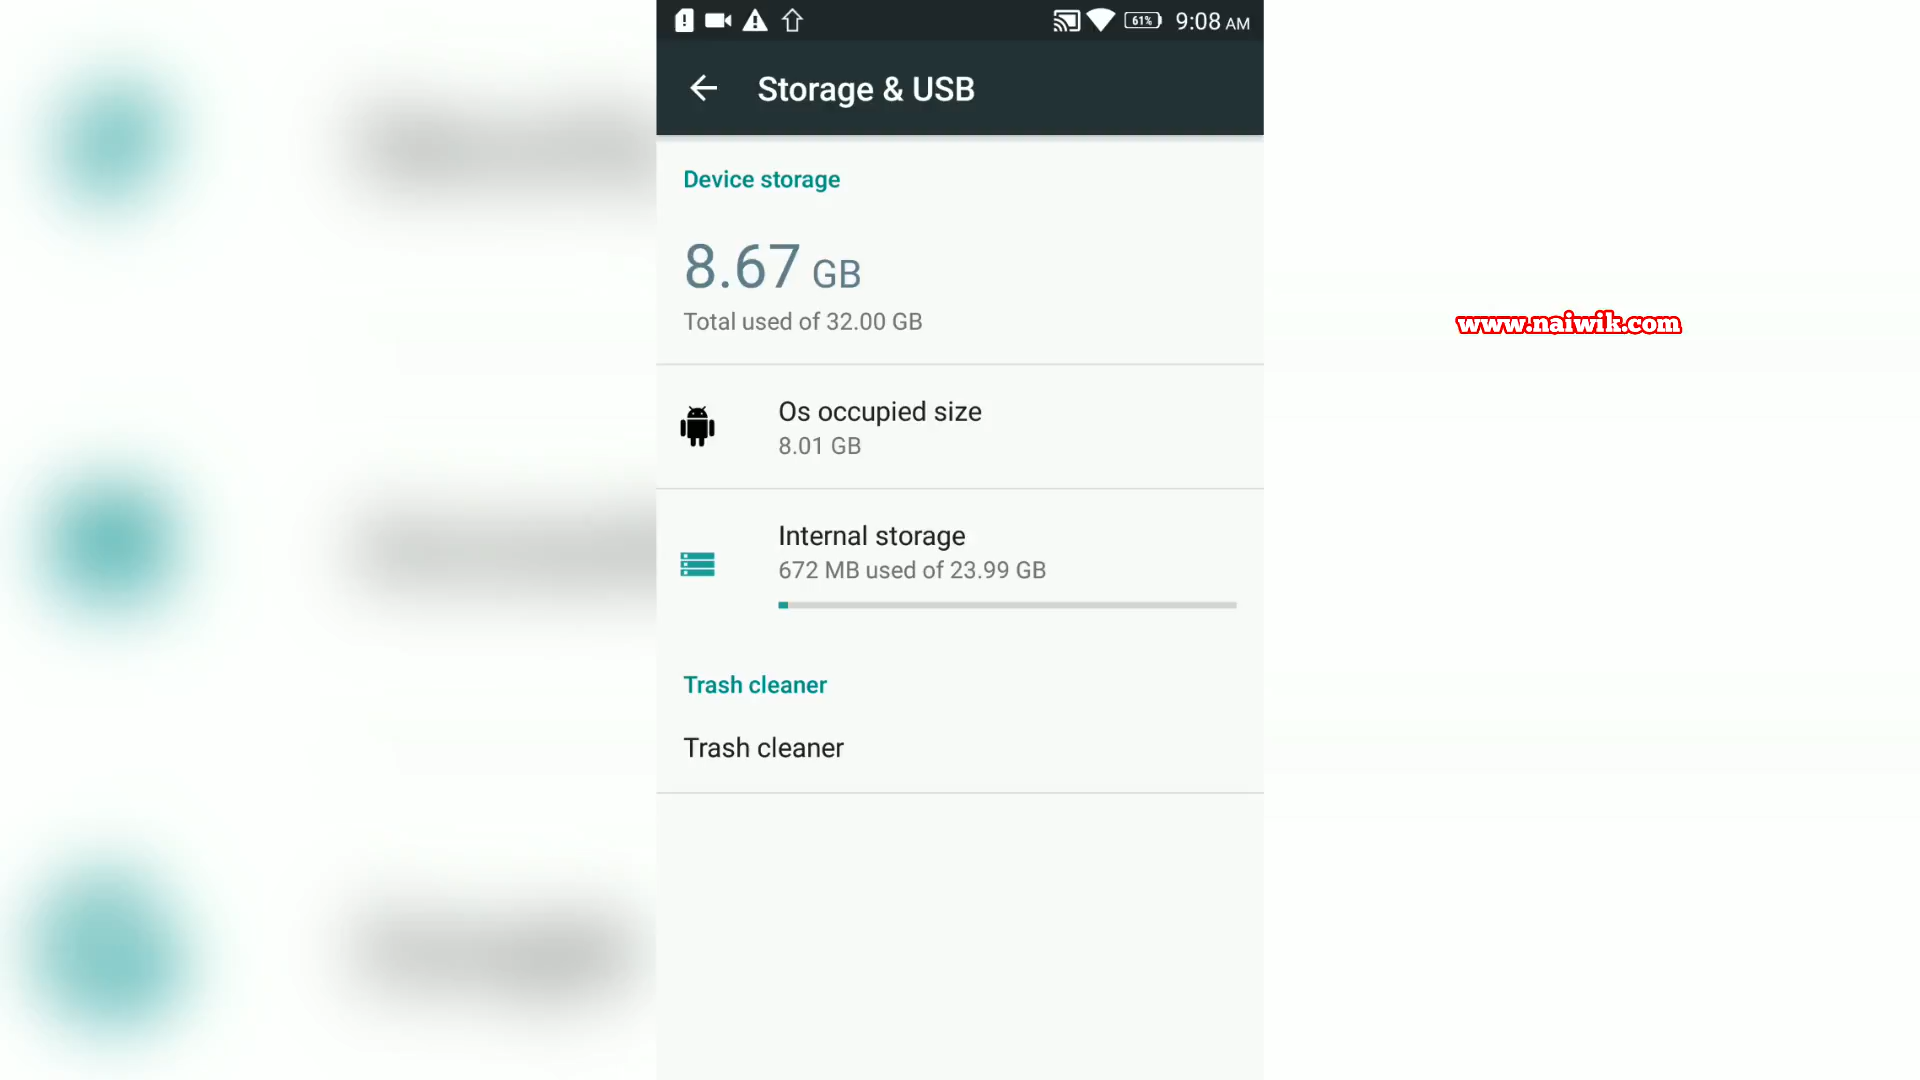 61% 9:08 AM
Storage & USB
Device storage
8.67 GB
Total used of 32.00 GB
www.naiwik.com
Os occupied size
8.01 GB
Internal storage
672 MB used of 23.99 GB
Trash cleaner
Trash cleaner